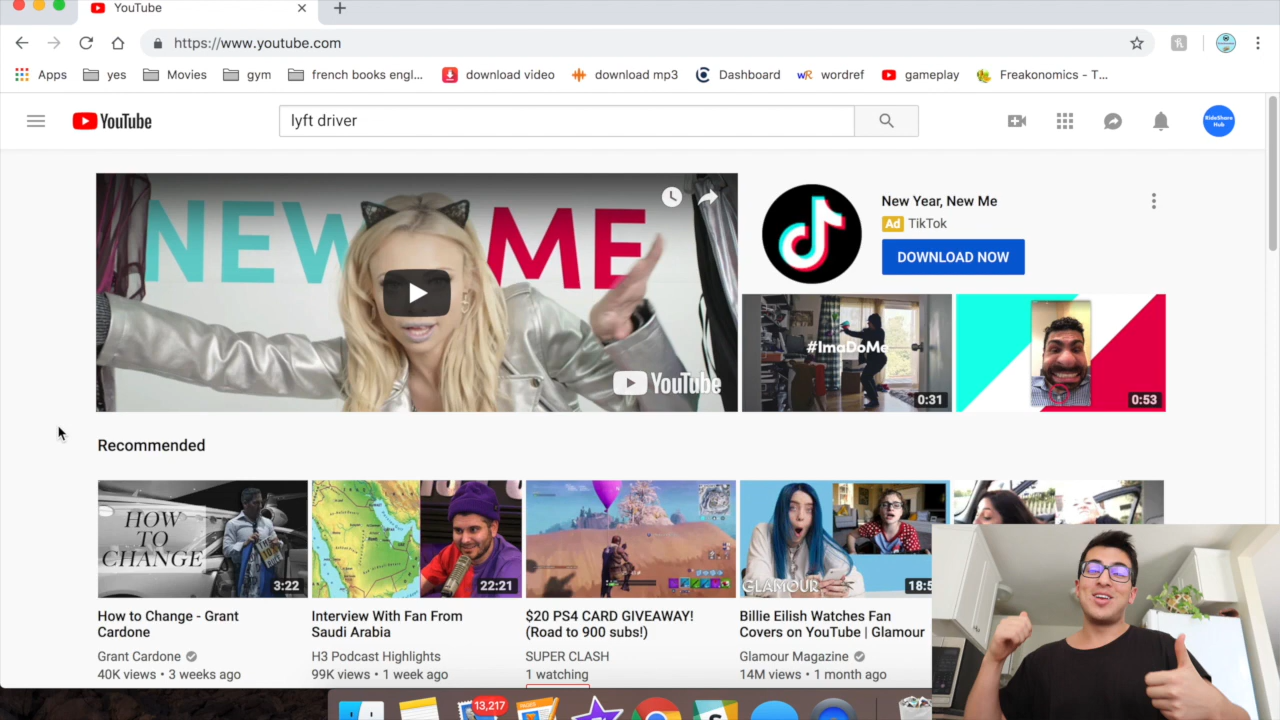 YouTube
https://www.youtube.com
Apps
yes
Movies
gym
french books engl...
download video
download mp3
Dashboard
wR wordref
gameplay
Freakonomics - T...
YouTube
lyft driver
RideShare
Hub
NEW ME
YouTube
New Year, New Me
Ad TikTok
DOWNLOAD NOW
#ImaDoMe
0:31
0:53
Recommended
HOW
TO
CHANGE
3:22
22:21
GLAMOUR
18:5
How to Change - Grant
Cardone
Grant Cardone
40K views • 3 weeks ago
Interview With Fan From
Saudi Arabia
H3 Podcast Highlights
99K views • 1 week ago
$20 PS4 CARD GIVEAWAY!
(Road to 900 subs!)
SUPER CLASH
1 watching
Billie Eilish Watches Fan
Covers on YouTube | Glamour
Glamour Magazine
14M views • 1 month ago
13,217
PAGES